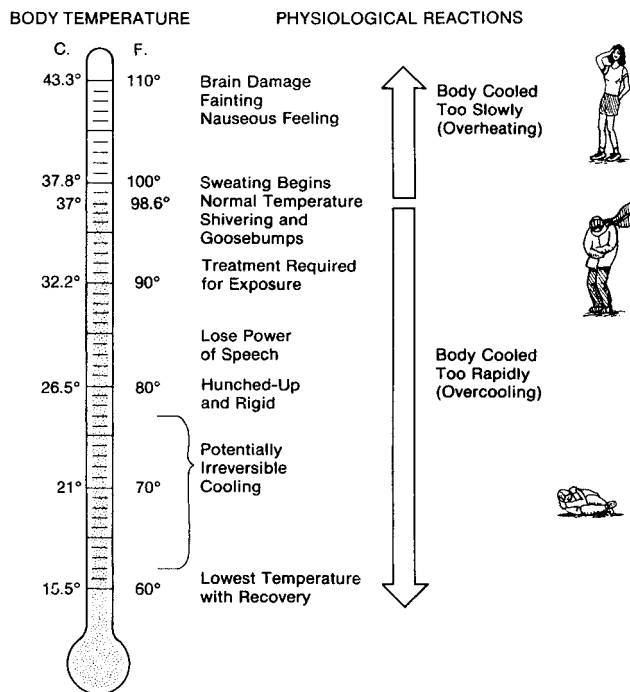 BODY TEMPERATURE PHYSIOLOGICAL REACTIONS
C. F.
43.3° 110° Brain Damage
Fainting
Nauseous Feeling
Body Cooled
Too Slowly
(Overheating)
37.8° 100° Sweating Begins
37° 98.6° Normal Temperature
Shivering and
Goosebumps
32.2° 90° Treatment Required
for Exposure
Lose Power
of Speech
Body Cooled
Too Rapidly
(Overcooling)
26.5° 80° Hunched-Up
and Rigid
Potentially
Irreversible
21° 70° Cooling
15.5° 60° Lowest Temperature
with Recovery